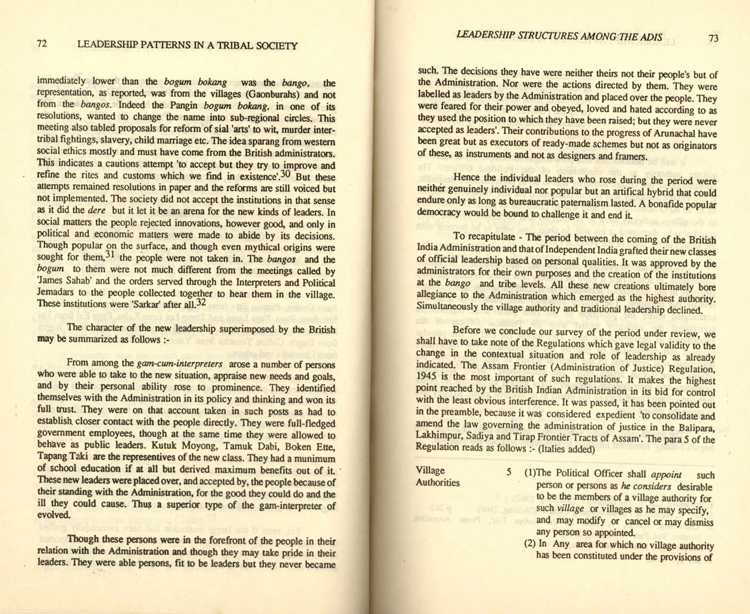 72 LEADERSHIP PATTERNS IN A TRIBAL SOCIETY
immediately lower than the bogum bokang was the bango, the
representation, as reported, was from the villages (Gaonburahs) and not
from the bangos. Indeed the Pangin bogum bokang, in one of its
resolutions, wanted to change the name into sub-regional circles. This
meeting also tabled proposals for reform of sial 'arts' to wit, murder inter-
tribal fightings, slavery, child marriage etc. The idea sparang from western
social ethics mostly and must have come from the British administrators.
This indicates a cautions attempt 'to accept but they try to improve and
refine the rites and customs which we find in existence'.30 But these
attempts remained resolutions in paper and the reforms are still voiced but
not implemented. The society did not accept the institutions in that sense
as it did the dere but it let it be an arena for the new kinds of leaders. In
social matters the people rejected innovations, however good, and only in
political and economic matters were made to abide by its decisions.
Though popular on the surface, and though even mythical origins were
sought for them,31 the people were not taken in. The bangos and the
bogum to them were not much different from the meetings called by
'James Sahab' and the orders served through the Interpreters and Political
Jemadars to the people collected together to hear them in the village.
These institutions were 'Sarkar' after all.32
The character of the new leadership superimposed by the British
may be summarized as follows :-
From among the gam-cum-interpreters arose a number of persons
who were able to take to the new situation, appraise new needs and goals,
and by their personal ability rose to prominence. They identified
themselves with the Administration in its policy and thinking and won its
full trust. They were on that account taken in such posts as had to
establish closer contact with the people directly. They were full-fledged
government employees, though at the same time they were allowed to
behave as public leaders. Kutuk Moyong, Tamuk Dabi, Boken Ette,
Tapang Taki are the representives of the new class. They had a munimum
of school education if at all but derived maximum benefits out of it.
These new leaders were placed over, and accepted by, the people because of
their standing with the Administration, for the good they could do and the
ill they could cause. Thus a superior type of the gam-interpreter of
evolved.
Though these persons were in the forefront of the people in their
relation with the Administration and though they may take pride in their
leaders. They were able persons, fit to be leaders but they never became
LEADERSHIP STRUCTURES AMONG THE ADIS 73
such. The decisions they have were neither theirs not their people's but of
the Administration. Nor were the actions directed by them. They were
labelled as leaders by the Administration and placed over the people. They
were feared for their power and obeyed, loved and hated according to as
they used the position to which they have been raised; but they were never
accepted as leaders'. Their contributions to the progress of Arunachal have
been great but as executors of ready-made schemes but not as originators
of these, as instruments and not as designers and framers.
Hence the individual leaders who rose during the period were
neither genuinely individual nor popular but an artifical hybrid that could
endure only as long as bureaucratic paternalism lasted. A bonafide popular
democracy would be bound to challenge it and end it.
To recapitulate - The period between the coming of the British
India Administration and that of Independent India grafted their new classes
of official leadership based on personal qualities. It was approved by the
administrators for their own purposes and the creation of the institutions
at the bango and tribe levels. All these new creations ultimately bore
allegiance to the Administration which emerged as the highest authority.
Simultaneously the village authority and traditional leadership declined.
Before we conclude our survey of the period under review, we
shall have to take note of the Regulations which gave legal validity to the
change in the contextual situation and role of leadership as already
indicated. The Assam Frontier (Administration of Justice) Regulation,
1945 is the most important of such regulations. It makes the highest
point reached by the British Indian Administration in its bid for control
with the least obvious interference. It was passed, it has been pointed out
in the preamble, because it was considered expedient 'to consolidate and
amend the law governing the administration of justice in the Balipara,
Lakhimpur, Sadiya and Tirap Frontier Tracts of Assam'. The para 5 of the
Regulation reads as follows :- (Italies added)
Village 5 (1)The Political Officer shall appoint such
Authorities person or persons as he considers desirable
to be the members of a village authority for
such village or villages as he may specify,
and may modify or cancel or may dismiss
any person so appointed.
(2) In Any area for which no village authority
has been constituted under the provisions of